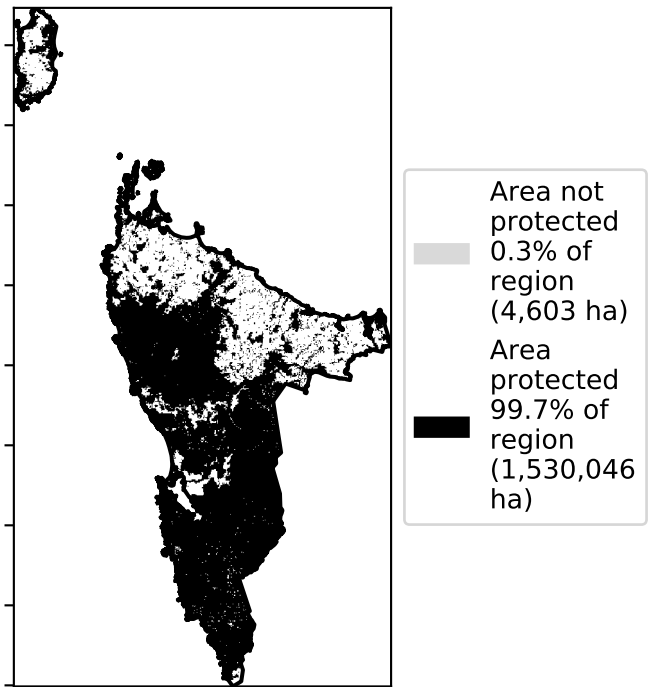 Area not
protected
0.3% of
region
(4,603 ha)
Area
protected
99.7% of
region
(1,530,046
ha)